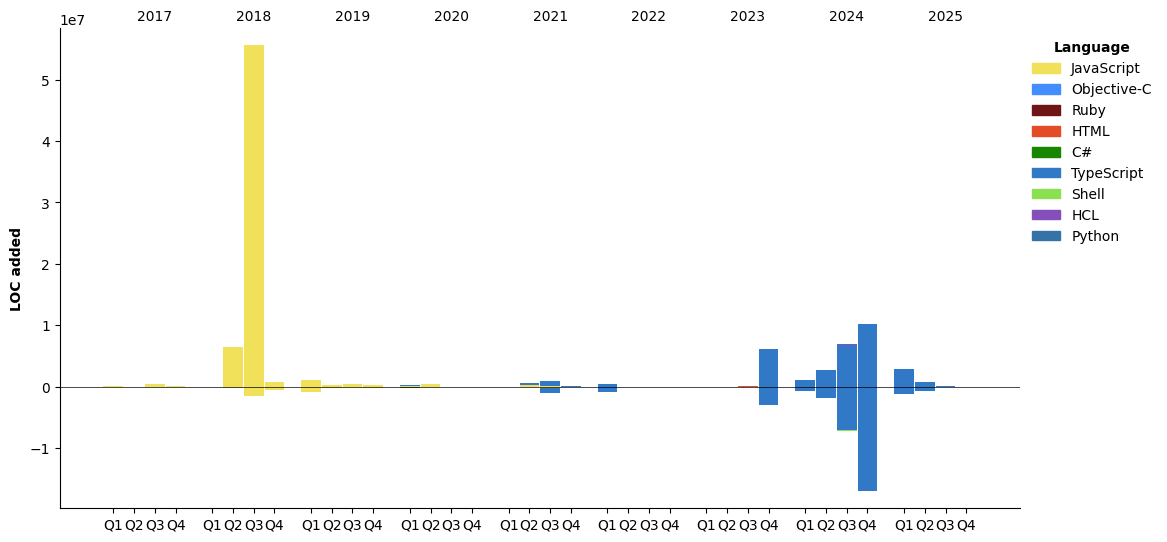 2017 2018 2019 2020 2021 2022 2023 2024 2025
1e7
5
4
3
2
1
0
−1
LOC added
Q1 Q2 Q3 Q4 Q1 Q2 Q3 Q4 Q1 Q2 Q3 Q4 Q1 Q2 Q3 Q4 Q1 Q2 Q3 Q4 Q1 Q2 Q3 Q4 Q1 Q2 Q3 Q4 Q1 Q2 Q3 Q4 Q1 Q2 Q3 Q4
Language
JavaScript
Objective-C
Ruby
HTML
C#
TypeScript
Shell
HCL
Python